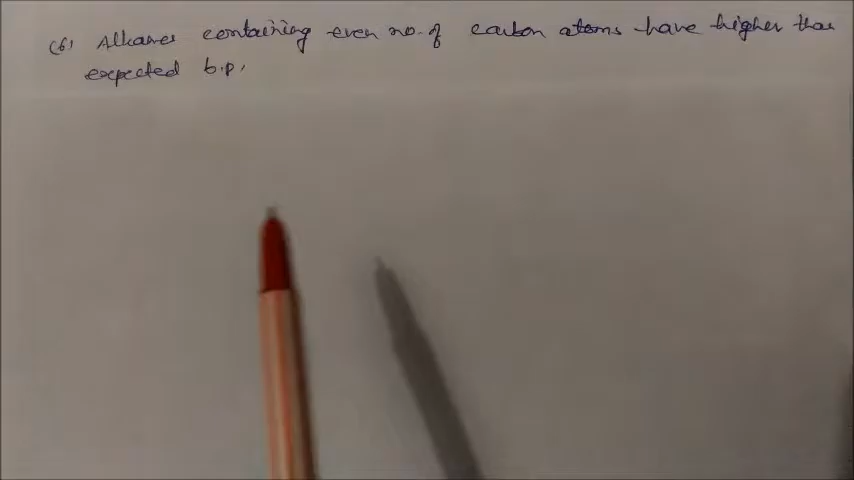 (6) Alkanes containing even no. of carbon atoms have higher than
expected b.p.